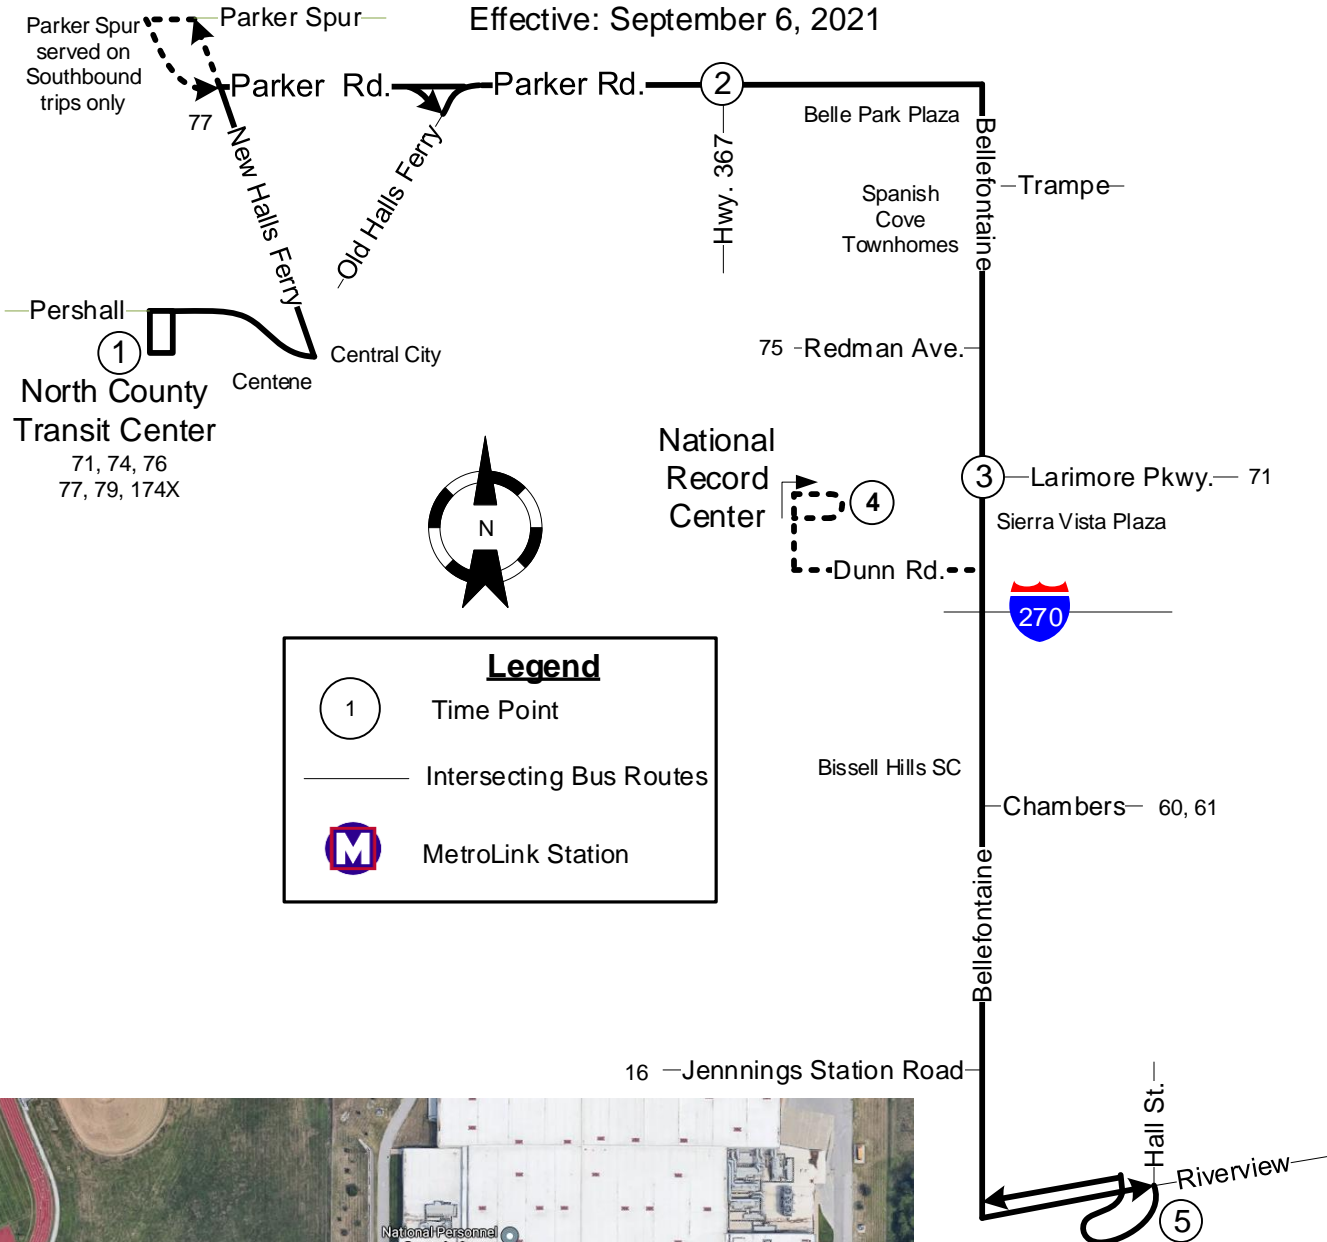 Effective: September 6, 2021
Parker Spur
served on
Southbound
trips only
Parker Spur
Parker Rd.
Parker Rd.
2
77
New Halls Ferry
Old Halls Ferry
Hwy. 367
Belle Park Plaza
Bellefontaine
Trampe
Spanish
Cove
Townhomes
Pershall
1
Central City
Centene
North County
Transit Center
71, 74, 76
77, 79, 174X
75
Redman Ave.
National
Record
Center
4
3
Larimore Pkwy.
71
Sierra Vista Plaza
Dunn Rd.
270
N
Legend
1
Time Point
Intersecting Bus Routes
M
MetroLink Station
Bissell Hills SC
Chambers
60, 61
Bellefontaine
16
Jennnings Station Road
Hall St.
Riverview
5
National Personnel